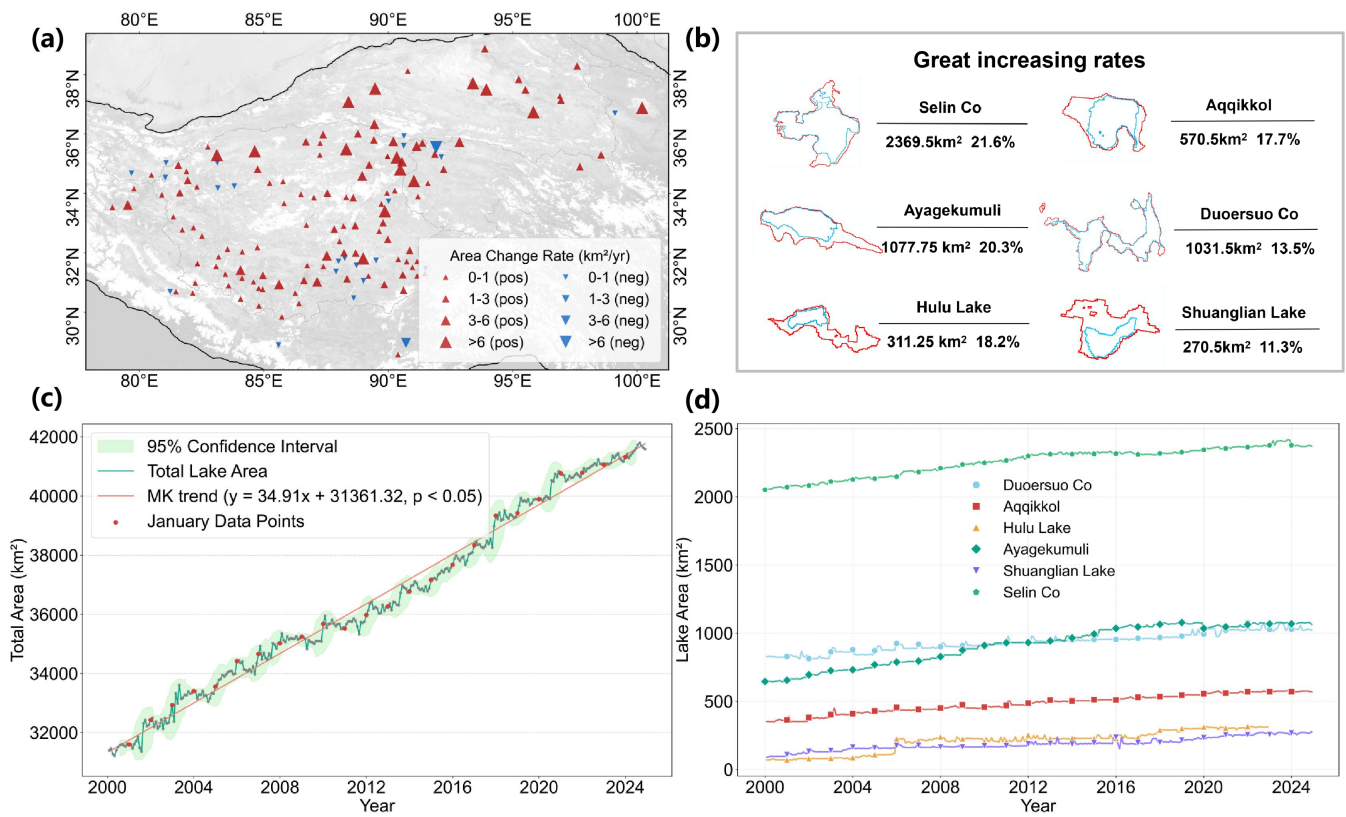 (a)
80°E 85°E 90°E 95°E 100°E
38°N 36°N 34°N 32°N 30°N
38°N 36°N 34°N 32°N 30°N
Area Change Rate (km²/yr)
0-1 (pos) 0-1 (neg)
1-3 (pos) 1-3 (neg)
3-6 (pos) 3-6 (neg)
>6 (pos) >6 (neg)
80°E 85°E 90°E 95°E 100°E
(b)
Great increasing rates
Selin Co
2369.5km² 21.6%
Aqqikkol
570.5km² 17.7%
Ayagekumuli
1077.75 km² 20.3%
Duoersuo Co
1031.5km² 13.5%
Hulu Lake
311.25 km² 18.2%
Shuanglian Lake
270.5km² 11.3%
(c)
Total Area (km²)
42000
40000
38000
36000
34000
32000
95% Confidence Interval
Total Lake Area
MK trend (y = 34.91x + 31361.32, p < 0.05)
January Data Points
2000 2004 2008 2012 2016 2020 2024
Year
(d)
Lake Area (km²)
2500
2000
1500
1000
500
0
Duoersuo Co
Aqqikkol
Hulu Lake
Ayagekumuli
Shuanglian Lake
Selin Co
2000 2004 2008 2012 2016 2020 2024
Year